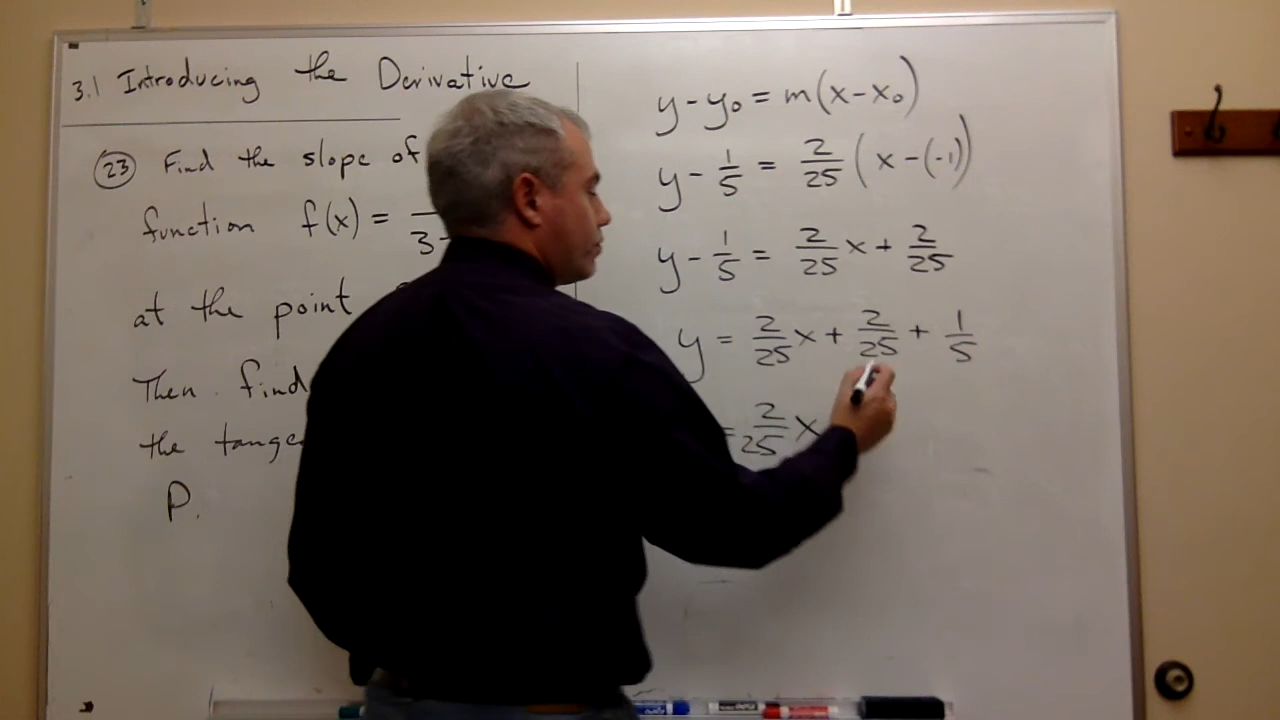 3.1 Introducing the Derivative
23 Find the slope of
function f(x) =
3-
at the point
Then find
the tange
P.
y - y₀ = m(x - x₀)
y - 1/5 = 2/25 (x - (-1))
y - 1/5 = 2/25 x + 2/25
y = 2/25 x + 2/25 + 1/5
= 2/25 x